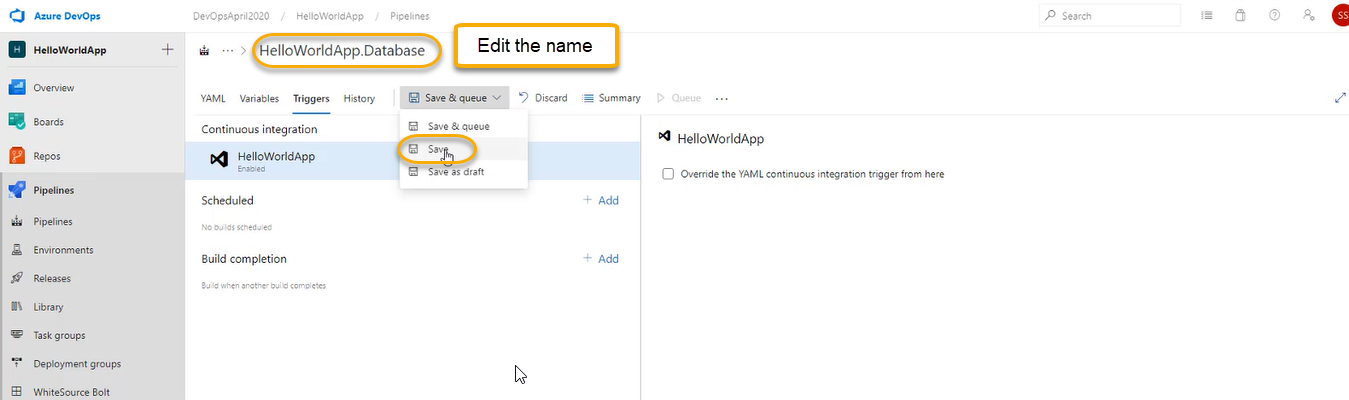 Azure DevOps
DevOpsApril2020 / HelloWorldApp / Pipelines
Search
SS
H HelloWorldApp
HelloWorldApp.Database
Edit the name
Overview
Boards
Repos
Pipelines
Pipelines
Environments
Releases
Library
Task groups
Deployment groups
WhiteSource Bolt
YAML Variables Triggers History Save & queue Discard Summary Queue
Save & queue
Save
Save as draft
Continuous integration
HelloWorldApp
Enabled
Scheduled + Add
No builds scheduled
Build completion + Add
Build when another build completes
HelloWorldApp
Override the YAML continuous integration trigger from here